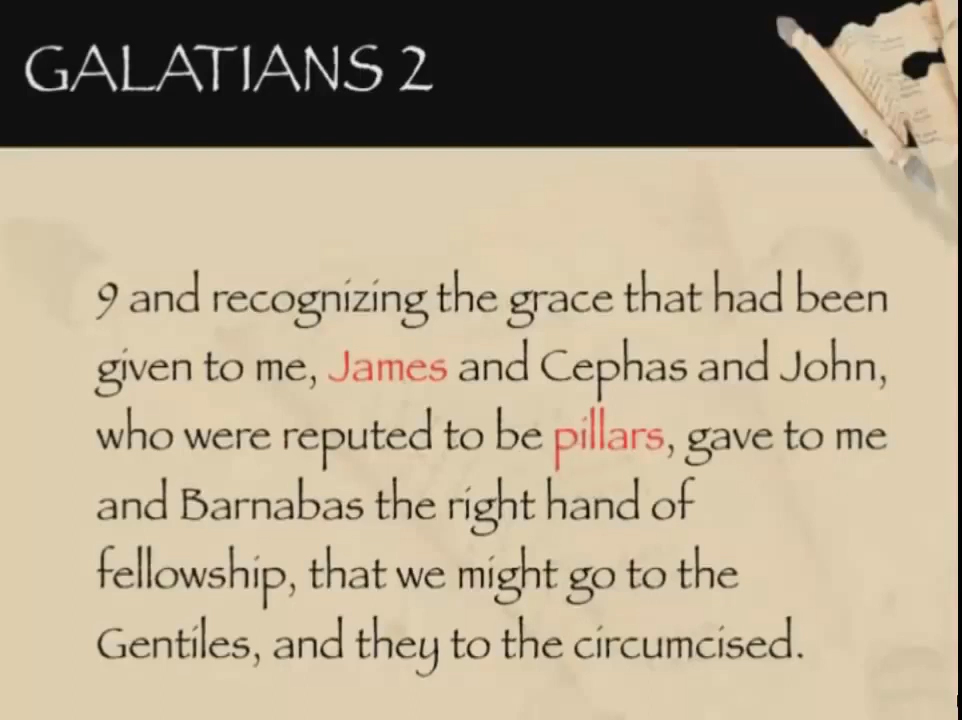 GALATIANS 2
9 and recognizing the grace that had been
given to me, James and Cephas and John,
who were reputed to be pillars, gave to me
and Barnabas the right hand of
fellowship, that we might go to the
Gentiles, and they to the circumcised.